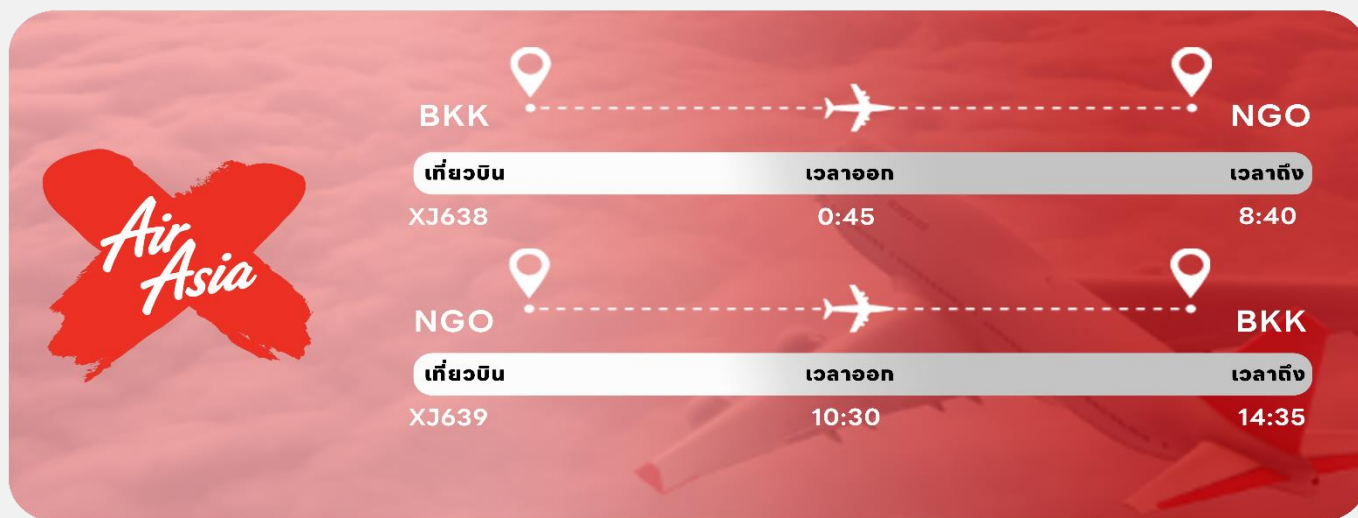 Air
Asia
BKK NGO
เที่ยวบิน เวลาออก เวลาถึง
XJ638 0:45 8:40
NGO BKK
เที่ยวบิน เวลาออก เวลาถึง
XJ639 10:30 14:35